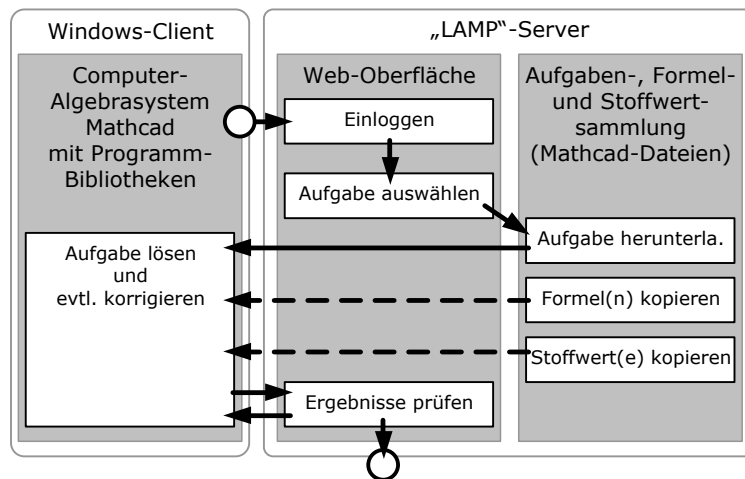 Windows-Client
Computer-
Algebrasystem
Mathcad
mit Programm-
Bibliotheken
Aufgabe lösen
und
evtl. korrigieren
„LAMP“-Server
Web-Oberfläche
Einloggen
Aufgabe auswählen
Ergebnisse prüfen
Aufgaben-, Formel-
und Stoffwert-
sammlung
(Mathcad-Dateien)
Aufgabe herunterla.
Formel(n) kopieren
Stoffwert(e) kopieren